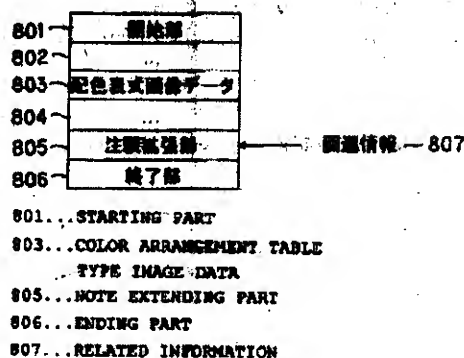 801 開始部
802 ...
803 配色表式画像データ
804 ...
805 注釈拡張部 関連情報 807
806 終了部
801...STARTING PART
803...COLOR ARRANGEMENT TABLE
TYPE IMAGE DATA
805...NOTE EXTENDING PART
806...ENDING PART
807...RELATED INFORMATION